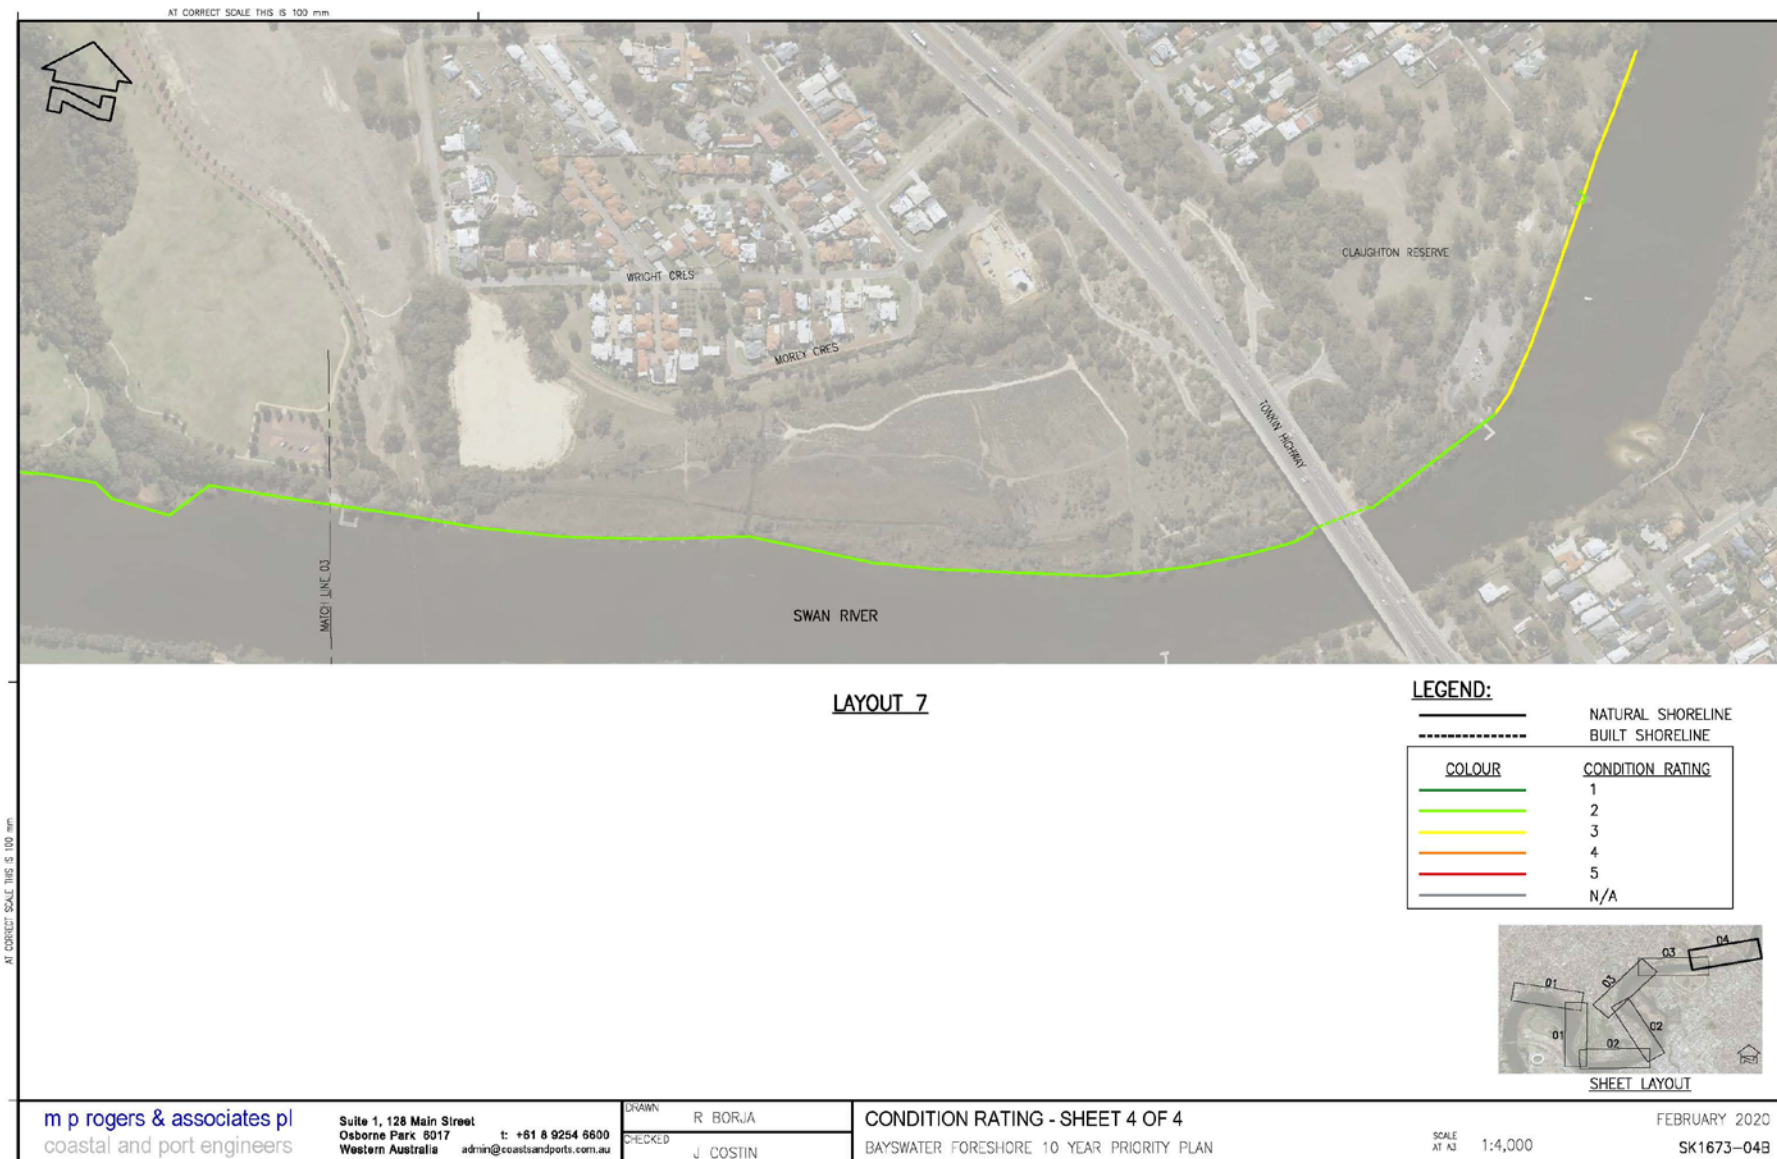 AT CORRECT SCALE THIS IS 100 mm
CLAUGHTON RESERVE
WRIGHT CRES
MORLEY CRES
TONKIN HIGHWAY
MATCH LINE 03
SWAN RIVER
LAYOUT 7
LEGEND:
NATURAL SHORELINE
BUILT SHORELINE
COLOUR CONDITION RATING
1
2
3
4
5
N/A
AT CORRECT SCALE THIS IS 100 mm
04
03
03
01
02
01
02
SHEET LAYOUT
m p rogers & associates pl
coastal and port engineers
Suite 1, 128 Main Street
Osborne Park 6017 t: +61 8 9254 6600
Western Australia admin@coastsandports.com.au
DRAWN R BORJA
CHECKED J COSTIN
CONDITION RATING - SHEET 4 OF 4
BAYSWATER FORESHORE 10 YEAR PRIORITY PLAN
SCALE AT A3 1:4,000
FEBRUARY 2020
SK1673-04B